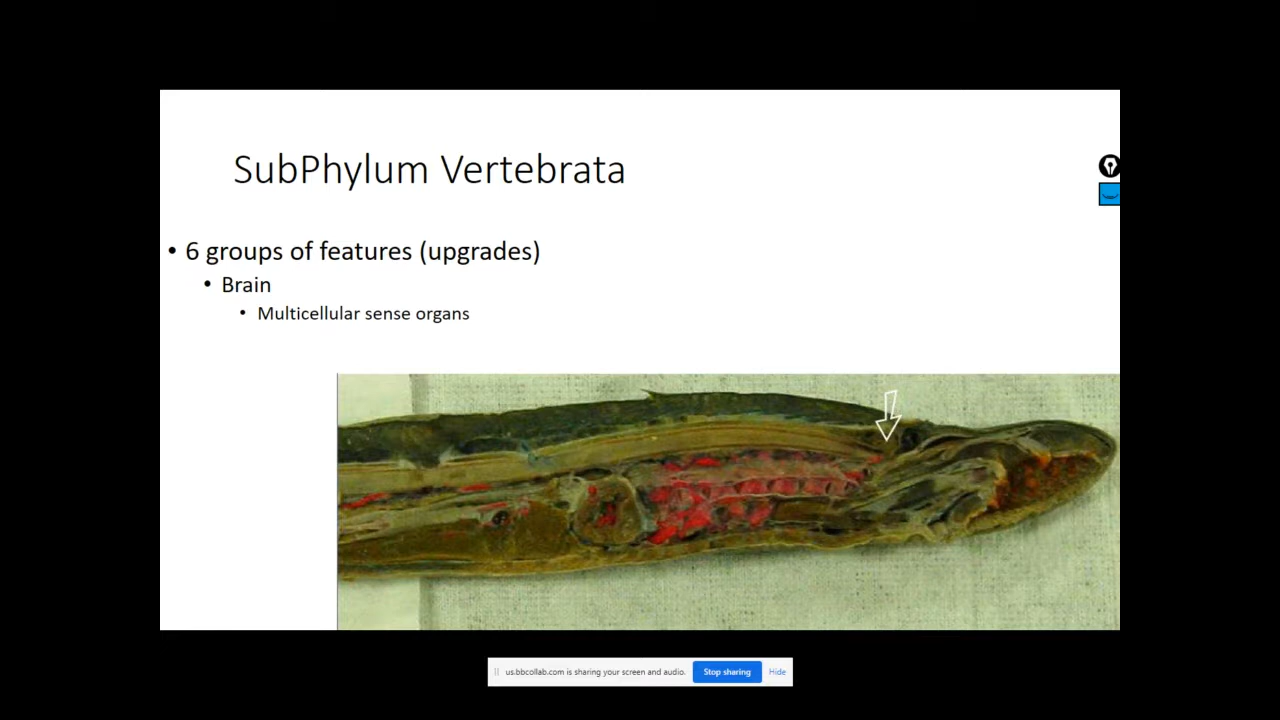 SubPhylum Vertebrata
• 6 groups of features (upgrades)
• Brain
• Multicellular sense organs
us.bbcollab.com is sharing your screen and audio. Stop sharing Hide